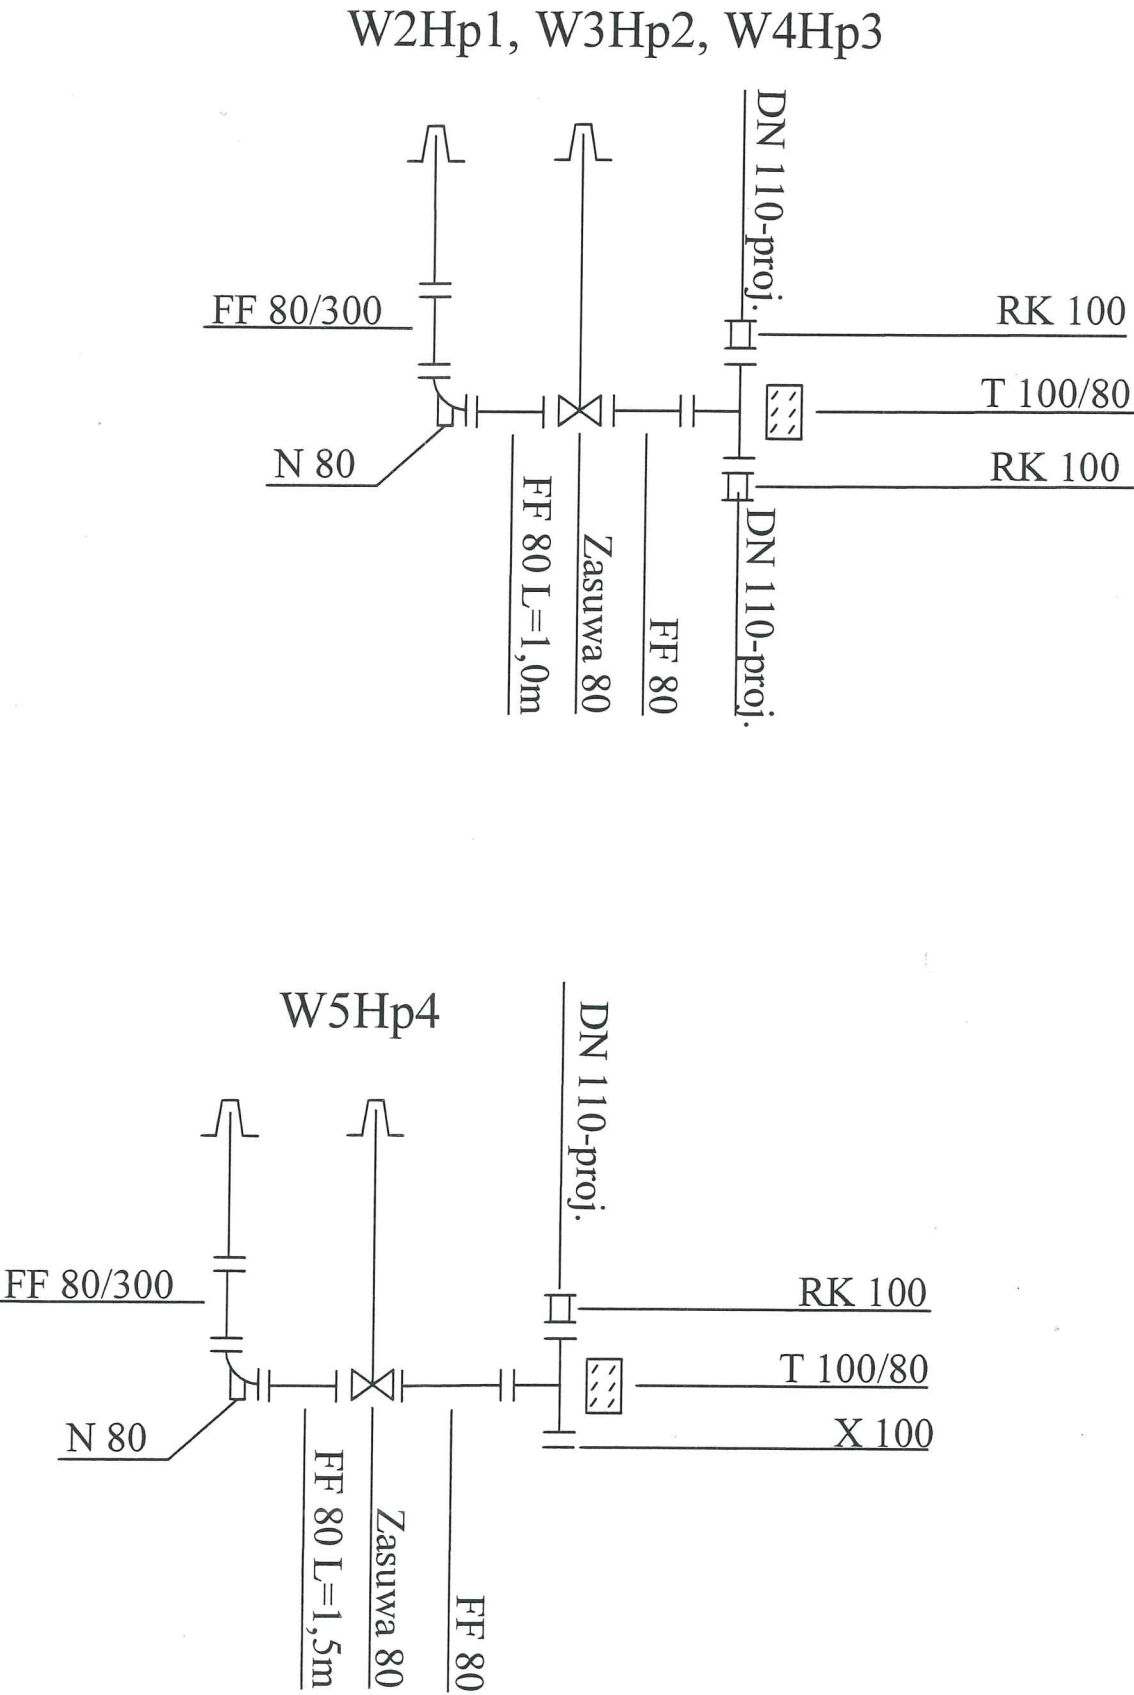 W2Hp1, W3Hp2, W4Hp3
DN 110-proj.
FF 80/300
RK 100
T 100/80
N 80
RK 100
FF 80 L=1,0m
Zasuwa 80
FF 80
DN 110-proj.
W5Hp4
DN 110-proj.
FF 80/300
RK 100
T 100/80
N 80
X 100
FF 80 L=1,5m
Zasuwa 80
FF 80